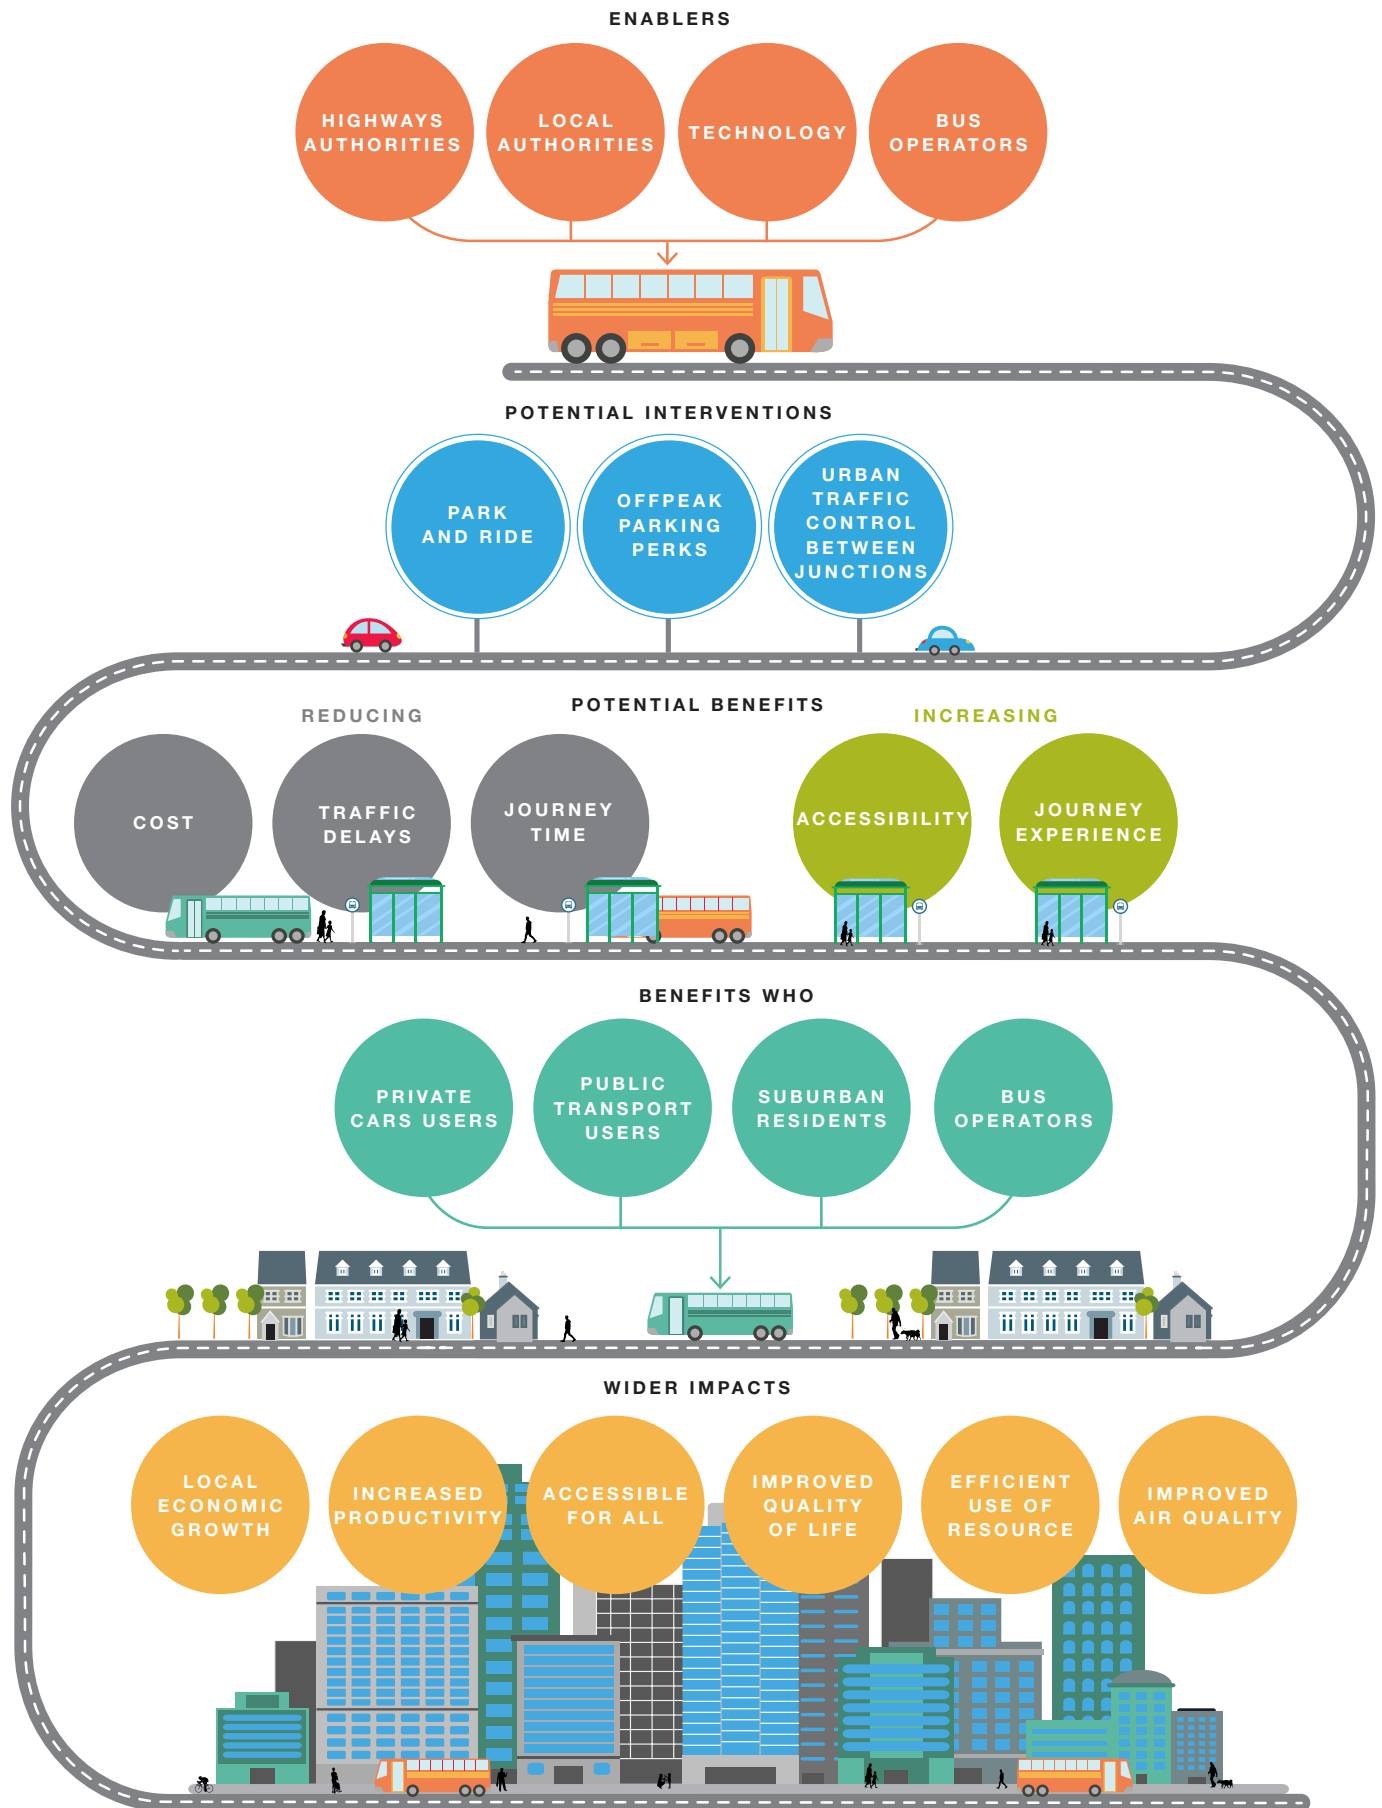 ENABLERS
HIGHWAYS
AUTHORITIES
LOCAL
AUTHORITIES
TECHNOLOGY
BUS
OPERATORS
POTENTIAL INTERVENTIONS
PARK
AND RIDE
OFFPEAK
PARKING
PERKS
URBAN
TRAFFIC
CONTROL
BETWEEN
JUNCTIONS
POTENTIAL BENEFITS
REDUCING
INCREASING
COST
TRAFFIC
DELAYS
JOURNEY
TIME
ACCESSIBILITY
JOURNEY
EXPERIENCE
BENEFITS WHO
PRIVATE
CARS USERS
PUBLIC
TRANSPORT
USERS
SUBURBAN
RESIDENTS
BUS
OPERATORS
WIDER IMPACTS
LOCAL
ECONOMIC
GROWTH
INCREASED
PRODUCTIVITY
ACCESSIBLE
FOR ALL
IMPROVED
QUALITY
OF LIFE
EFFICIENT
USE OF
RESOURCE
IMPROVED
AIR QUALITY